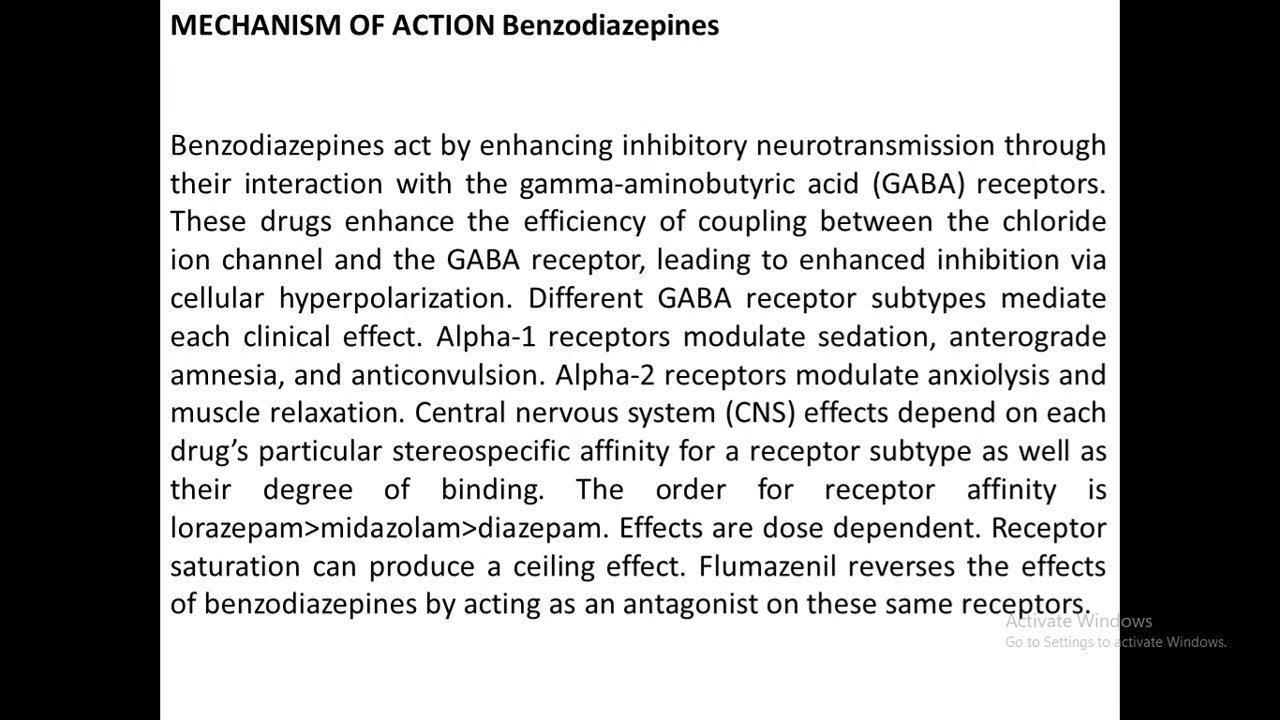 MECHANISM OF ACTION Benzodiazepines
Benzodiazepines act by enhancing inhibitory neurotransmission through
their interaction with the gamma-aminobutyric acid (GABA) receptors.
These drugs enhance the efficiency of coupling between the chloride
ion channel and the GABA receptor, leading to enhanced inhibition via
cellular hyperpolarization. Different GABA receptor subtypes mediate
each clinical effect. Alpha-1 receptors modulate sedation, anterograde
amnesia, and anticonvulsion. Alpha-2 receptors modulate anxiolysis and
muscle relaxation. Central nervous system (CNS) effects depend on each
drug’s particular stereospecific affinity for a receptor subtype as well as
their degree of binding. The order for receptor affinity is
lorazepam>midazolam>diazepam. Effects are dose dependent. Receptor
saturation can produce a ceiling effect. Flumazenil reverses the effects
of benzodiazepines by acting as an antagonist on these same receptors.
Activate Windows
Go to Settings to activate Windows.